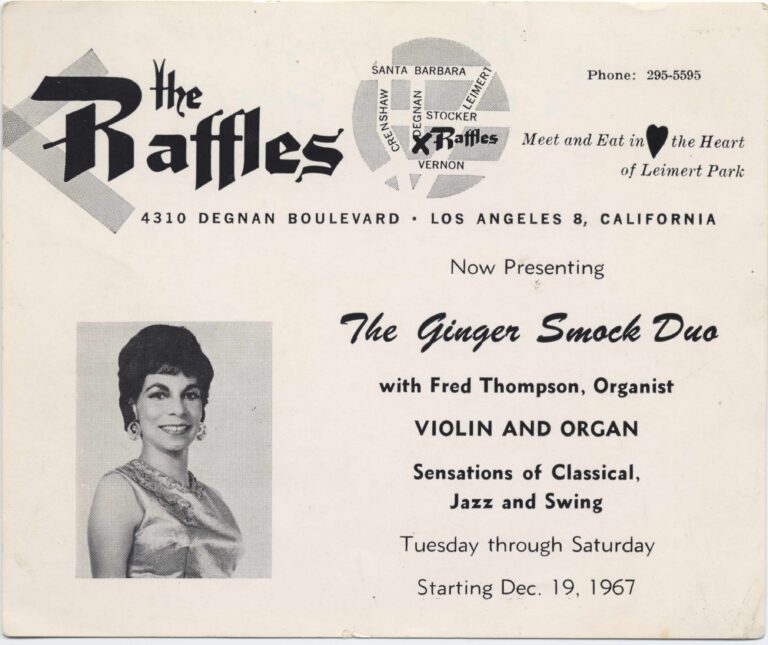 the
Raffles
SANTA BARBARA
CRENSHAW
DEGNAN
LEIMERT
STOCKER
X Raffles
VERNON
Phone: 295-5595
Meet and Eat in the Heart
of Leimert Park
4310 DEGNAN BOULEVARD • LOS ANGELES 8, CALIFORNIA
Now Presenting
The Ginger Smock Duo
with Fred Thompson, Organist
VIOLIN AND ORGAN
Sensations of Classical,
Jazz and Swing
Tuesday through Saturday
Starting Dec. 19, 1967